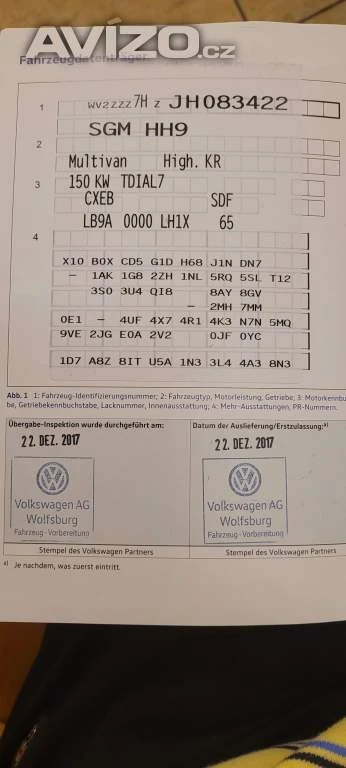 AVÍZO.cz
Fahrzeugdatenträger
1 WV2ZZZ7HZ JH083422
SGM HH9
2
Multivan High. KR
3 150 KW TDIAL7
CXEB SDF
LB9A 0000 LH1X 65
4
X10 B0X CD5 G1D H68 J1N DN7
- 1AK 1G8 2ZH 1NL 5RQ 5SL T12
3S0 3U4 QI8 8AY 8GV
- 2MH 7MM
0E1 - 4UF 4X7 4R1 4K3 N7N 5MQ
9VE 2JG E0A 2V2 0JF 0YC
1D7 A8Z 8IT U5A 1N3 3L4 4A3 8N3
Abb. 1 1: Fahrzeug-Identifizierungsnummer; 2: Fahrzeugtyp, Motorleistung, Getriebe; 3: Motorkennbu
be, Getriebekennbuchstabe, Lacknummer, Innenausstattung; 4: Mehr-Ausstattungen, PR-Nummern.
Übergabe-Inspektion wurde durchgeführt am:
22. DEZ. 2017
Volkswagen AG
Wolfsburg
Fahrzeug-Vorbereitung
Stempel des Volkswagen Partners
Datum der Auslieferung/Erstzulassung:a)
22. DEZ. 2017
Volkswagen AG
Wolfsburg
Fahrzeug-Vorbereitung
Stempel des Volkswagen Partners
a) Je nachdem, was zuerst eintritt.